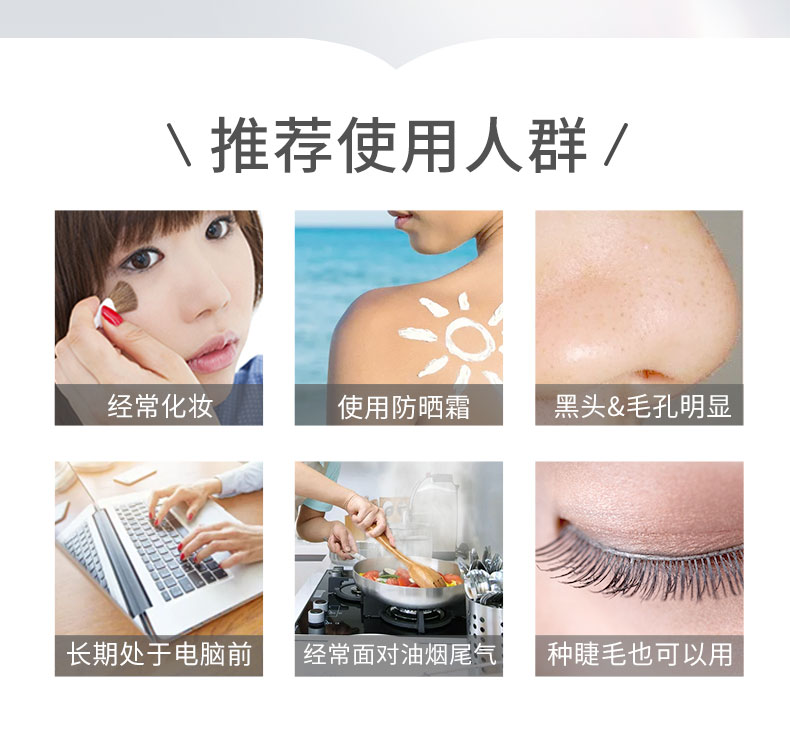 推荐使用人群
经常化妆
使用防晒霜
黑头&毛孔明显
长期处于电脑前
经常面对油烟尾气
种睫毛也可以用